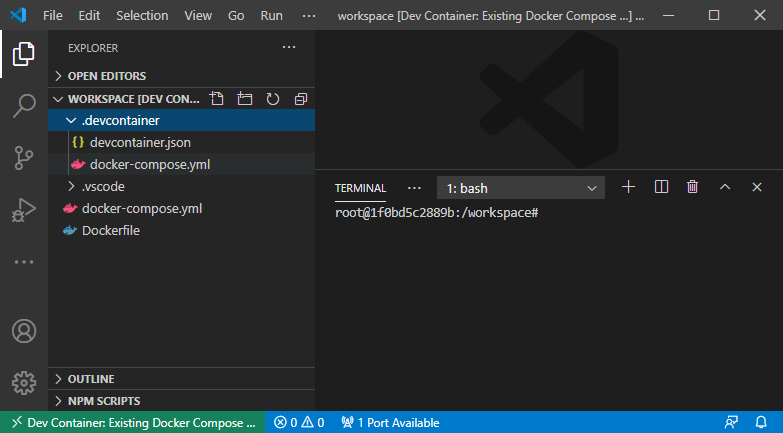 File Edit Selection View Go Run ··· workspace [Dev Container: Existing Docker Compose ...] ...
EXPLORER ···
OPEN EDITORS
WORKSPACE [DEV CON...
.devcontainer
{} devcontainer.json
docker-compose.yml
.vscode
docker-compose.yml
Dockerfile
OUTLINE
NPM SCRIPTS
TERMINAL ··· 1: bash
root@1f0bd5c2889b:/workspace#
Dev Container: Existing Docker Compose ... 0 0 1 Port Available